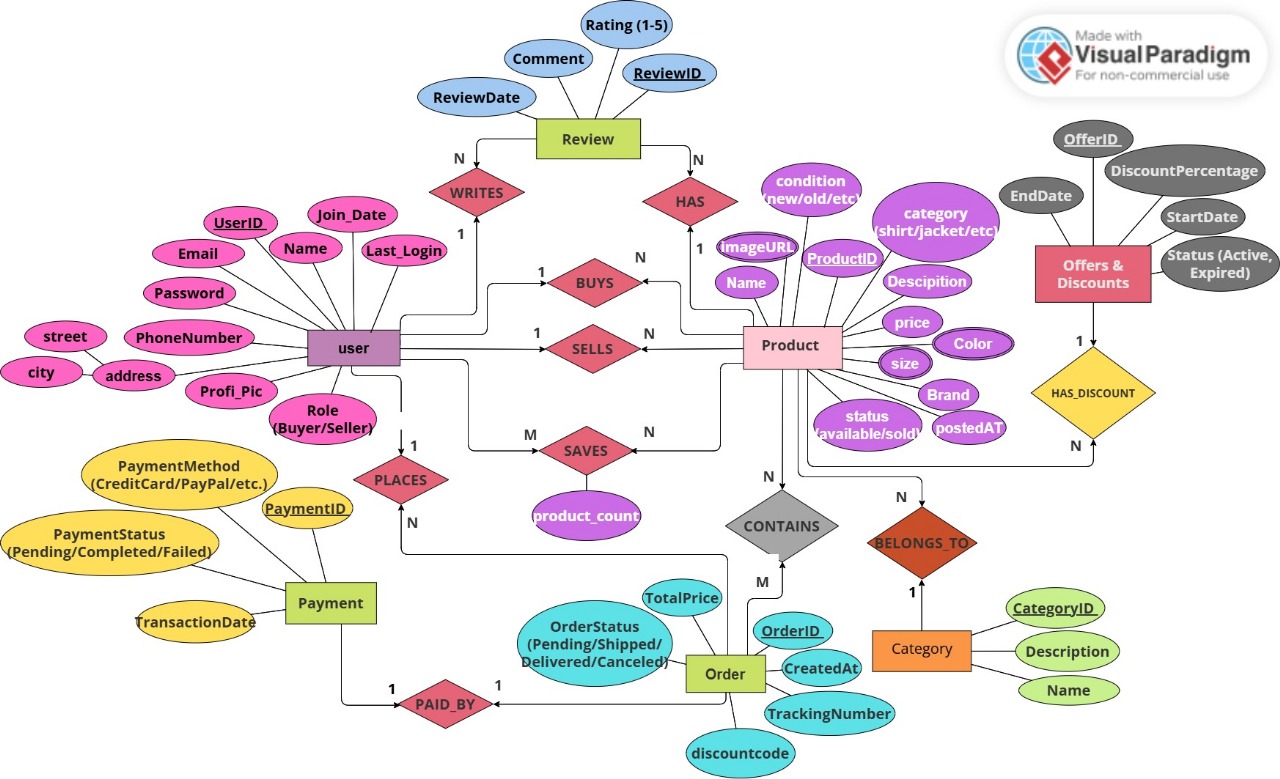 Rating (1-5)
Comment
ReviewID
ReviewDate
Review
Made with
Visual Paradigm
For non-commercial use
N
WRITES
1
N
HAS
1
OfferID
DiscountPercentage
EndDate
StartDate
Status (Active,
Expired)
Offers &
Discounts
1
HAS_DISCOUNT
N
condition
(new/old/etc)
category
(shirt/jacket/etc)
imageURL
ProductID
Name
Descipition
price
Color
size
Brand
postedAT
status
(available/sold)
Product
UserID
Join_Date
Name
Last_Login
Email
Password
PhoneNumber
street
city
address
Profi_Pic
Role
(Buyer/Seller)
user
1
BUYS
N
1
SELLS
N
M
SAVES
N
product_count
1
PLACES
N
N
CONTAINS
M
N
BELONGS_TO
1
PaymentMethod
(CreditCard/PayPal/etc.)
PaymentID
PaymentStatus
(Pending/Completed/Failed)
Payment
TransactionDate
1
PAID_BY
1
TotalPrice
OrderStatus
(Pending/Shipped/
Delivered/Canceled)
OrderID
CreatedAt
Order
TrackingNumber
discountcode
CategoryID
Category
Description
Name